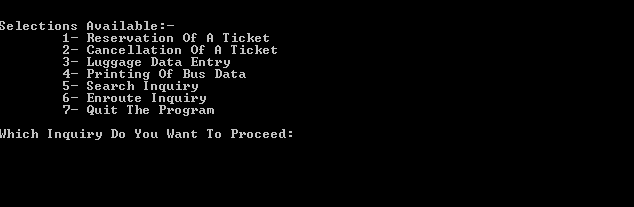 Selections Available:-
1- Reservation Of A Ticket
2- Cancellation Of A Ticket
3- Luggage Data Entry
4- Printing Of Bus Data
5- Search Inquiry
6- Enroute Inquiry
7- Quit The Program
Which Inquiry Do You Want To Proceed: